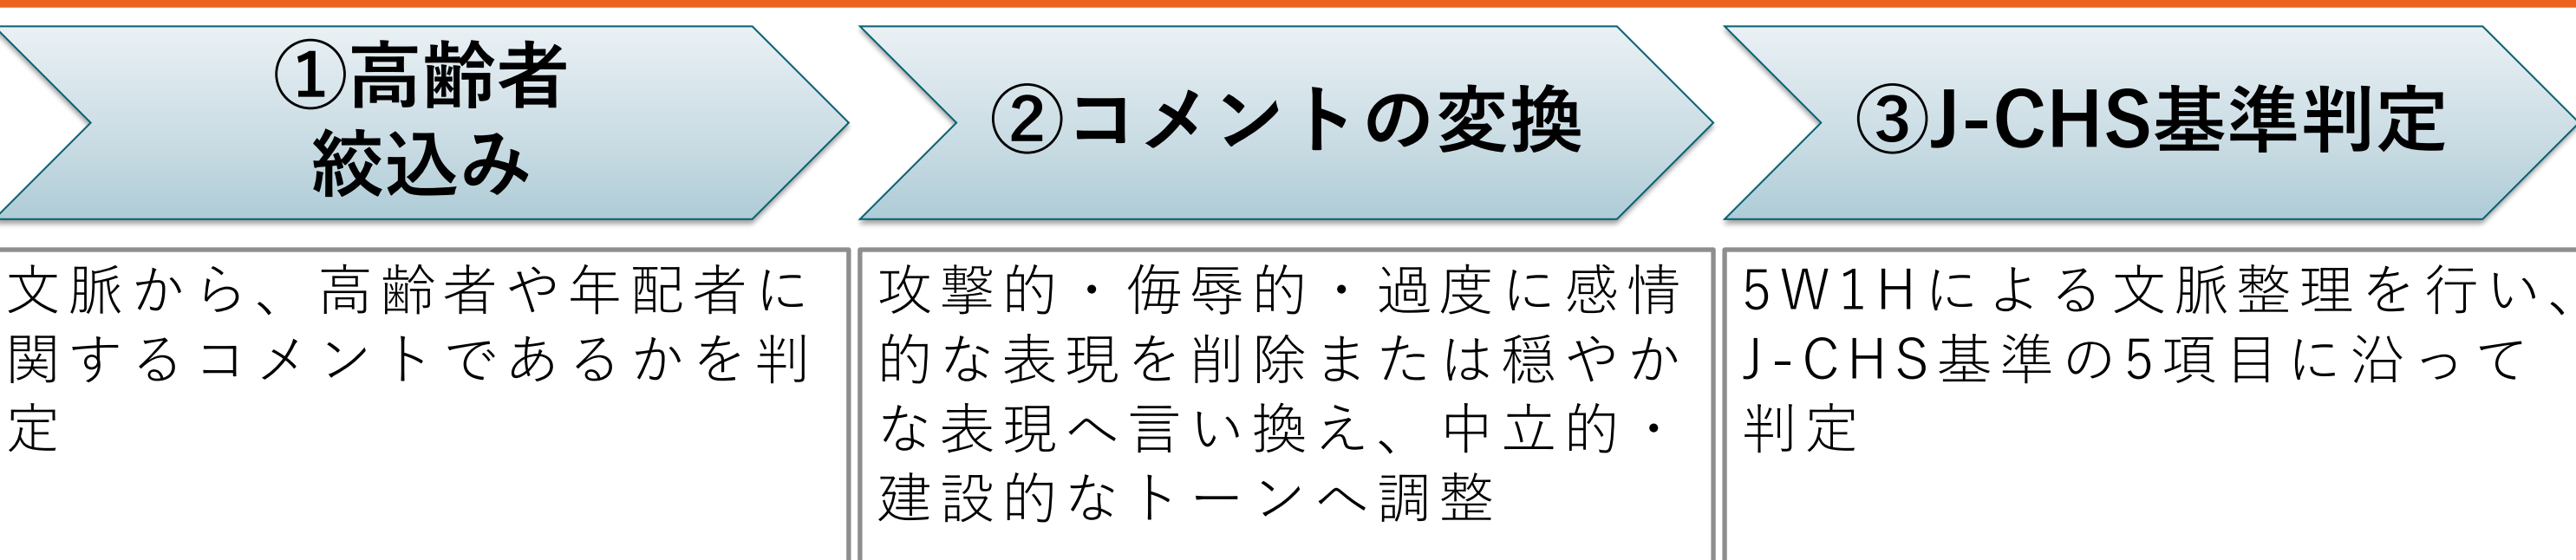 ①高齢者
絞込み
②コメントの変換
③J-CHS基準判定
文脈から、高齢者や年配者に
関するコメントであるかを判
定
攻撃的・侮辱的・過度に感情
的な表現を削除または穏やか
な表現へ言い換え、中立的・
建設的なトーンへ調整
5W1Hによる文脈整理を行い、
J-CHS基準の5項目に沿って
判定